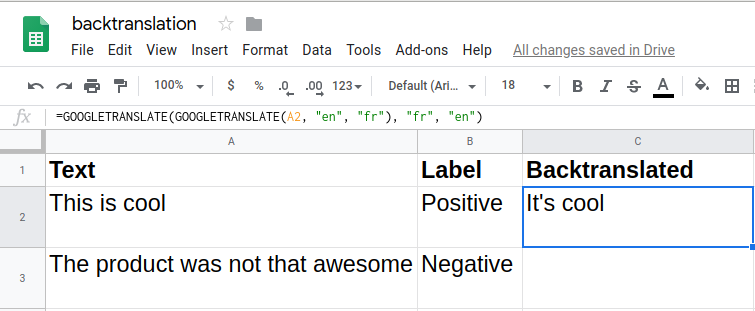 backtranslation
File Edit View Insert Format Data Tools Add-ons Help All changes saved in Drive
100% $ % .0 .00 123 Default (Ari... 18 B I S A
fx =GOOGLETRANSLATE(GOOGLETRANSLATE(A2, "en", "fr"), "fr", "en")
A B C
1 Text Label Backtranslated
2 This is cool Positive It's cool
3 The product was not that awesome Negative